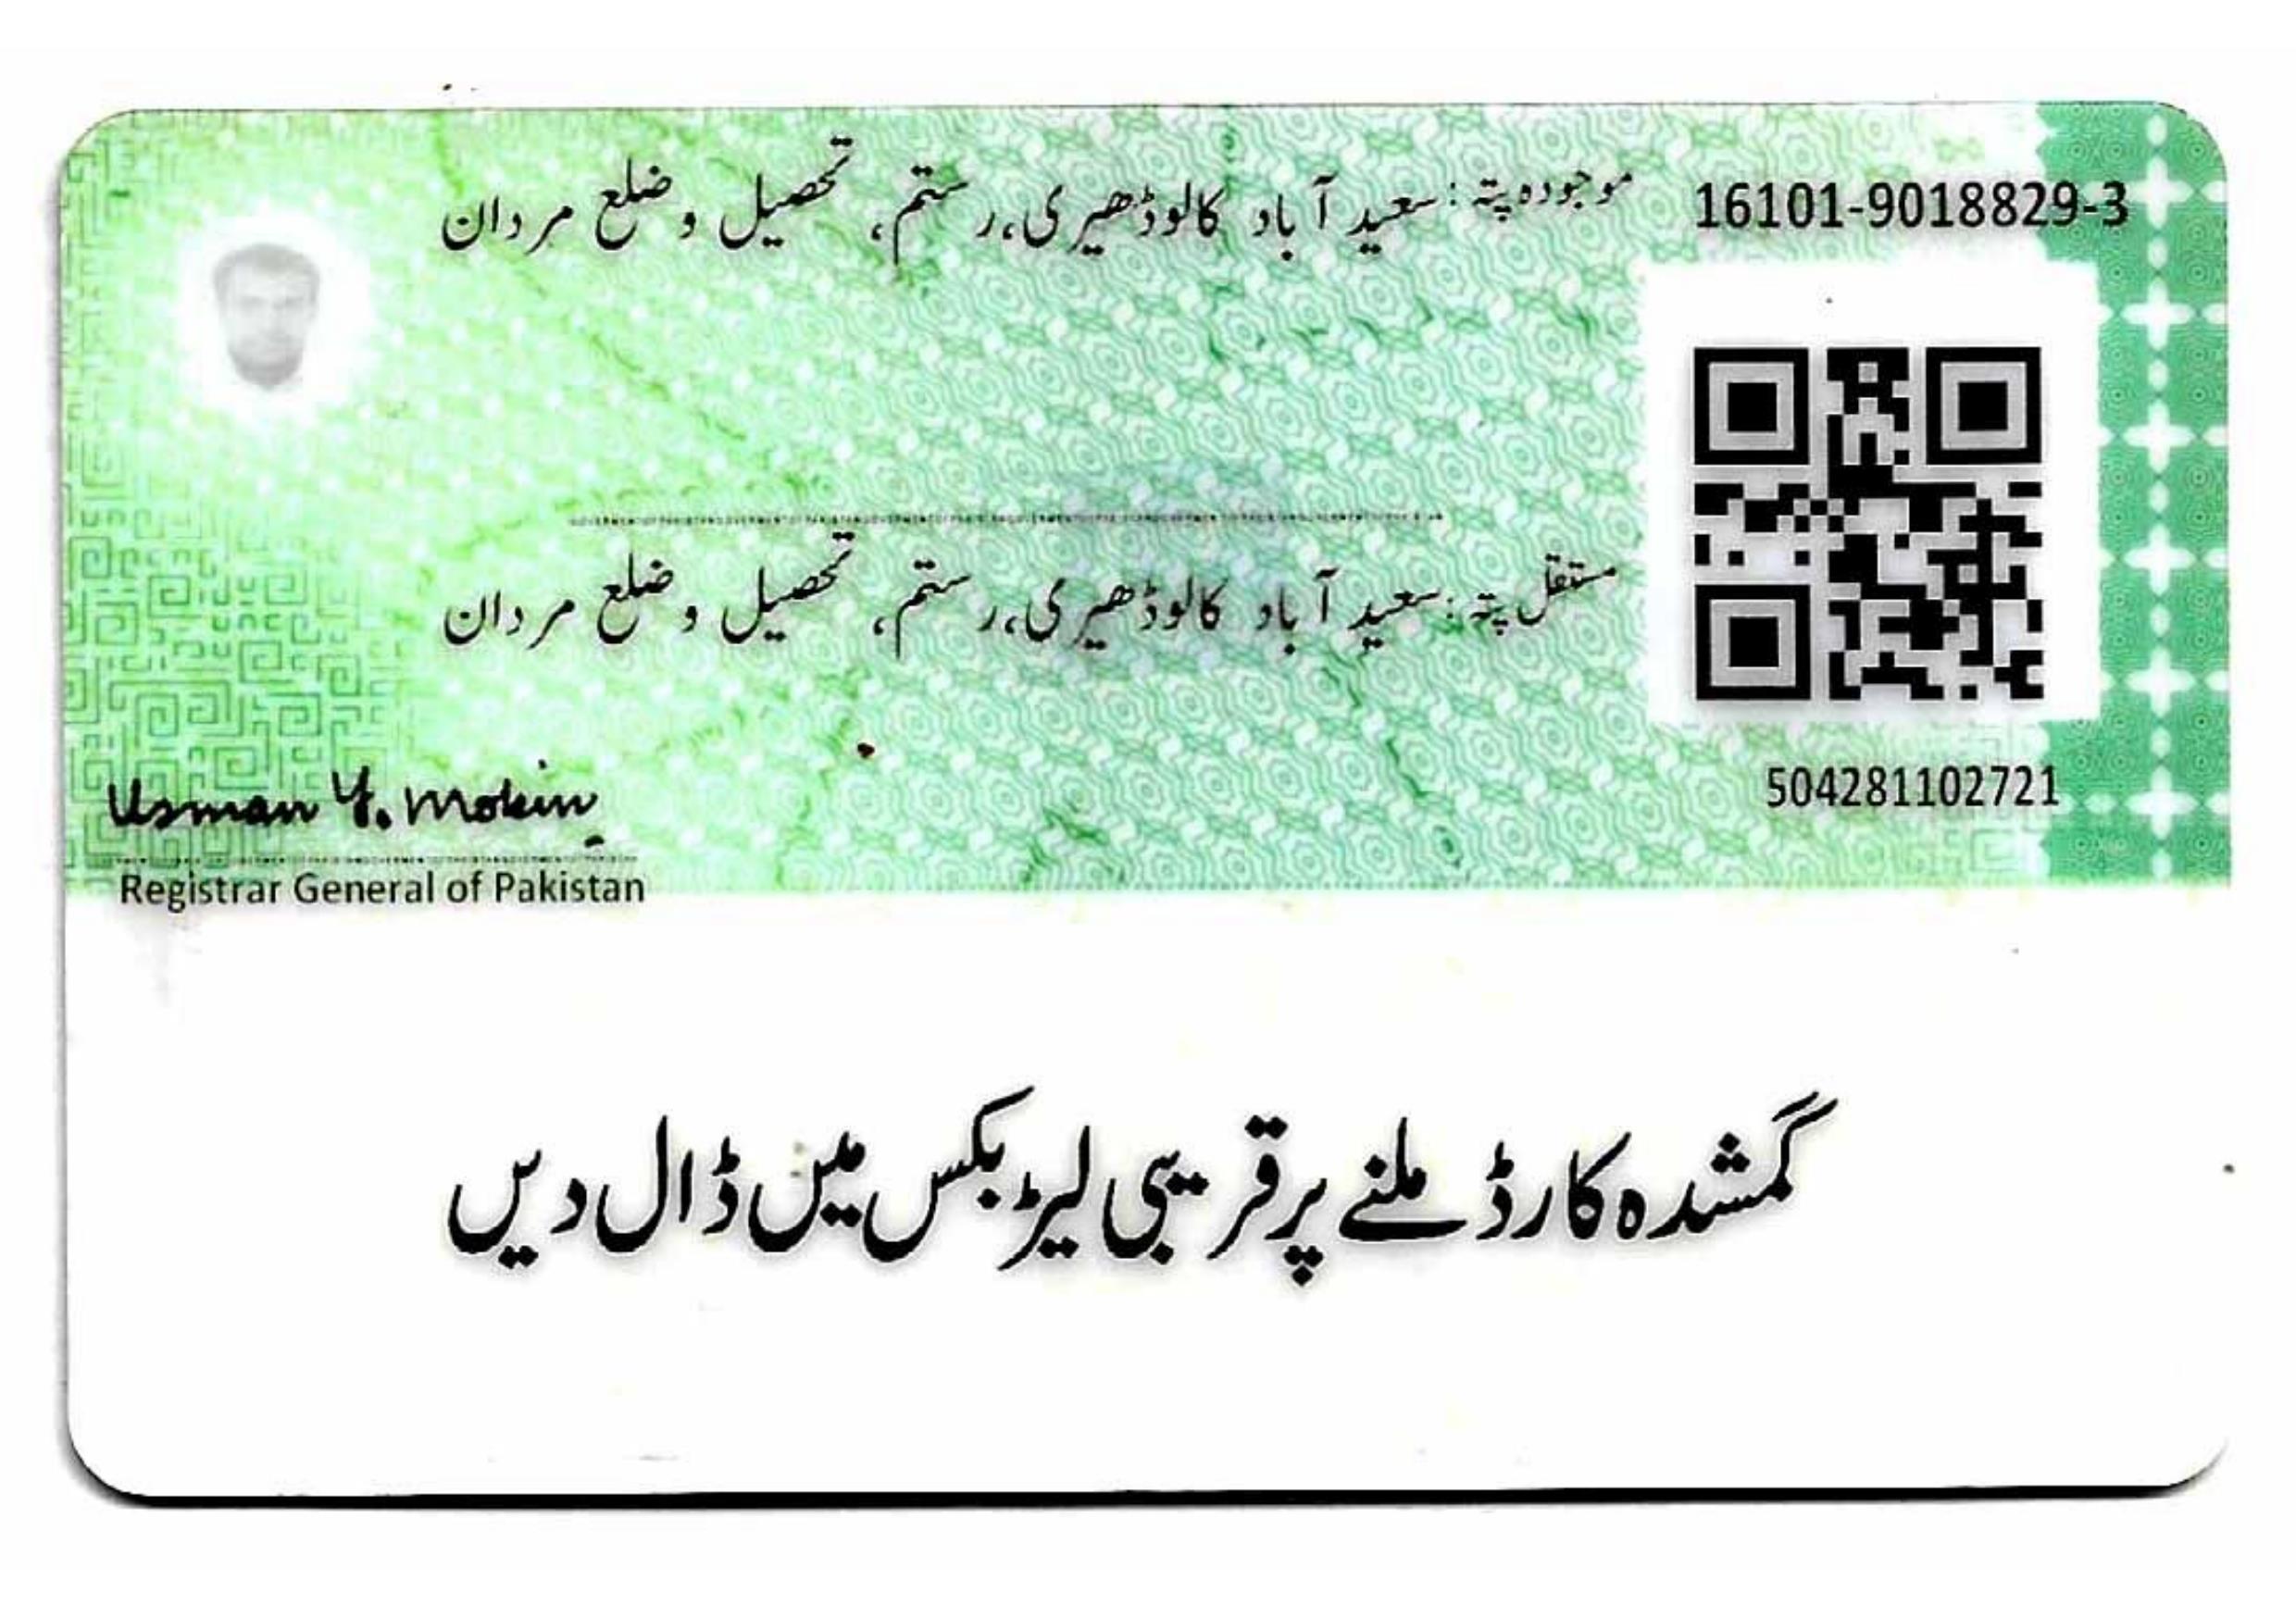 16101-9018829-3
موجودہ پتہ: سعید آباد کالوڈھیری، رستم، تحصیل و ضلع مردان
مستقل پتہ: سعید آباد کالوڈھیری، رستم، تحصیل و ضلع مردان
504281102721
Usman Y. Mobin
Registrar General of Pakistan
گمشدہ کارڈ ملنے پر قریبی لیٹر بکس میں ڈال دیں